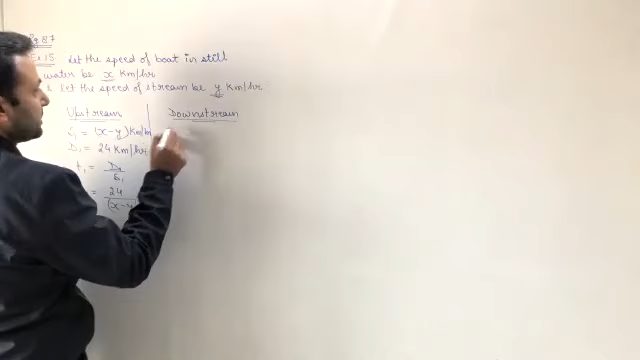 Pg 87
Ex 15 Let the speed of boat in still
water be x Km/hr
& let the speed of stream be y Km/hr
Upstream Downstream
S₁ = (x-y) Km/hr
D₁ = 24 Km/hr
t₁ = D₁/S₁
= 24/(x-y